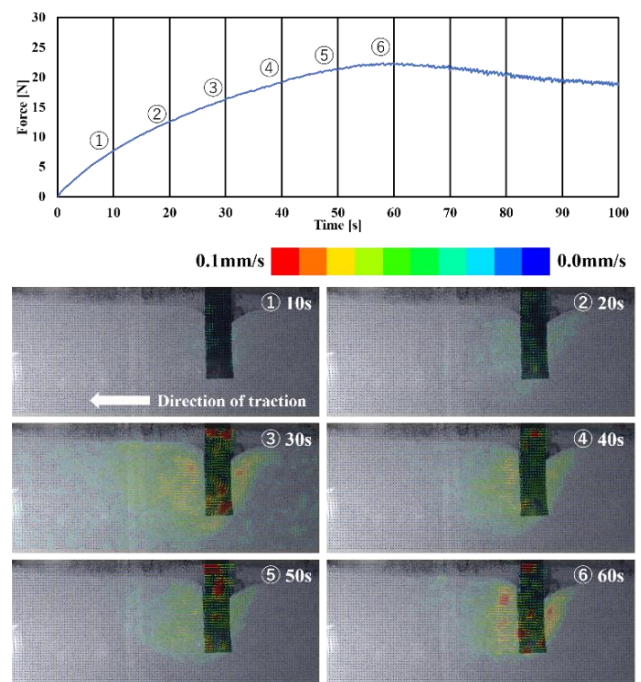 30
25
20
15
10
5
0
Force [N]
① ② ③ ④ ⑤ ⑥
0 10 20 30 40 50 60 70 80 90 100
Time [s]
0.1mm/s 0.0mm/s
① 10s
Direction of traction
② 20s
③ 30s
④ 40s
⑤ 50s
⑥ 60s